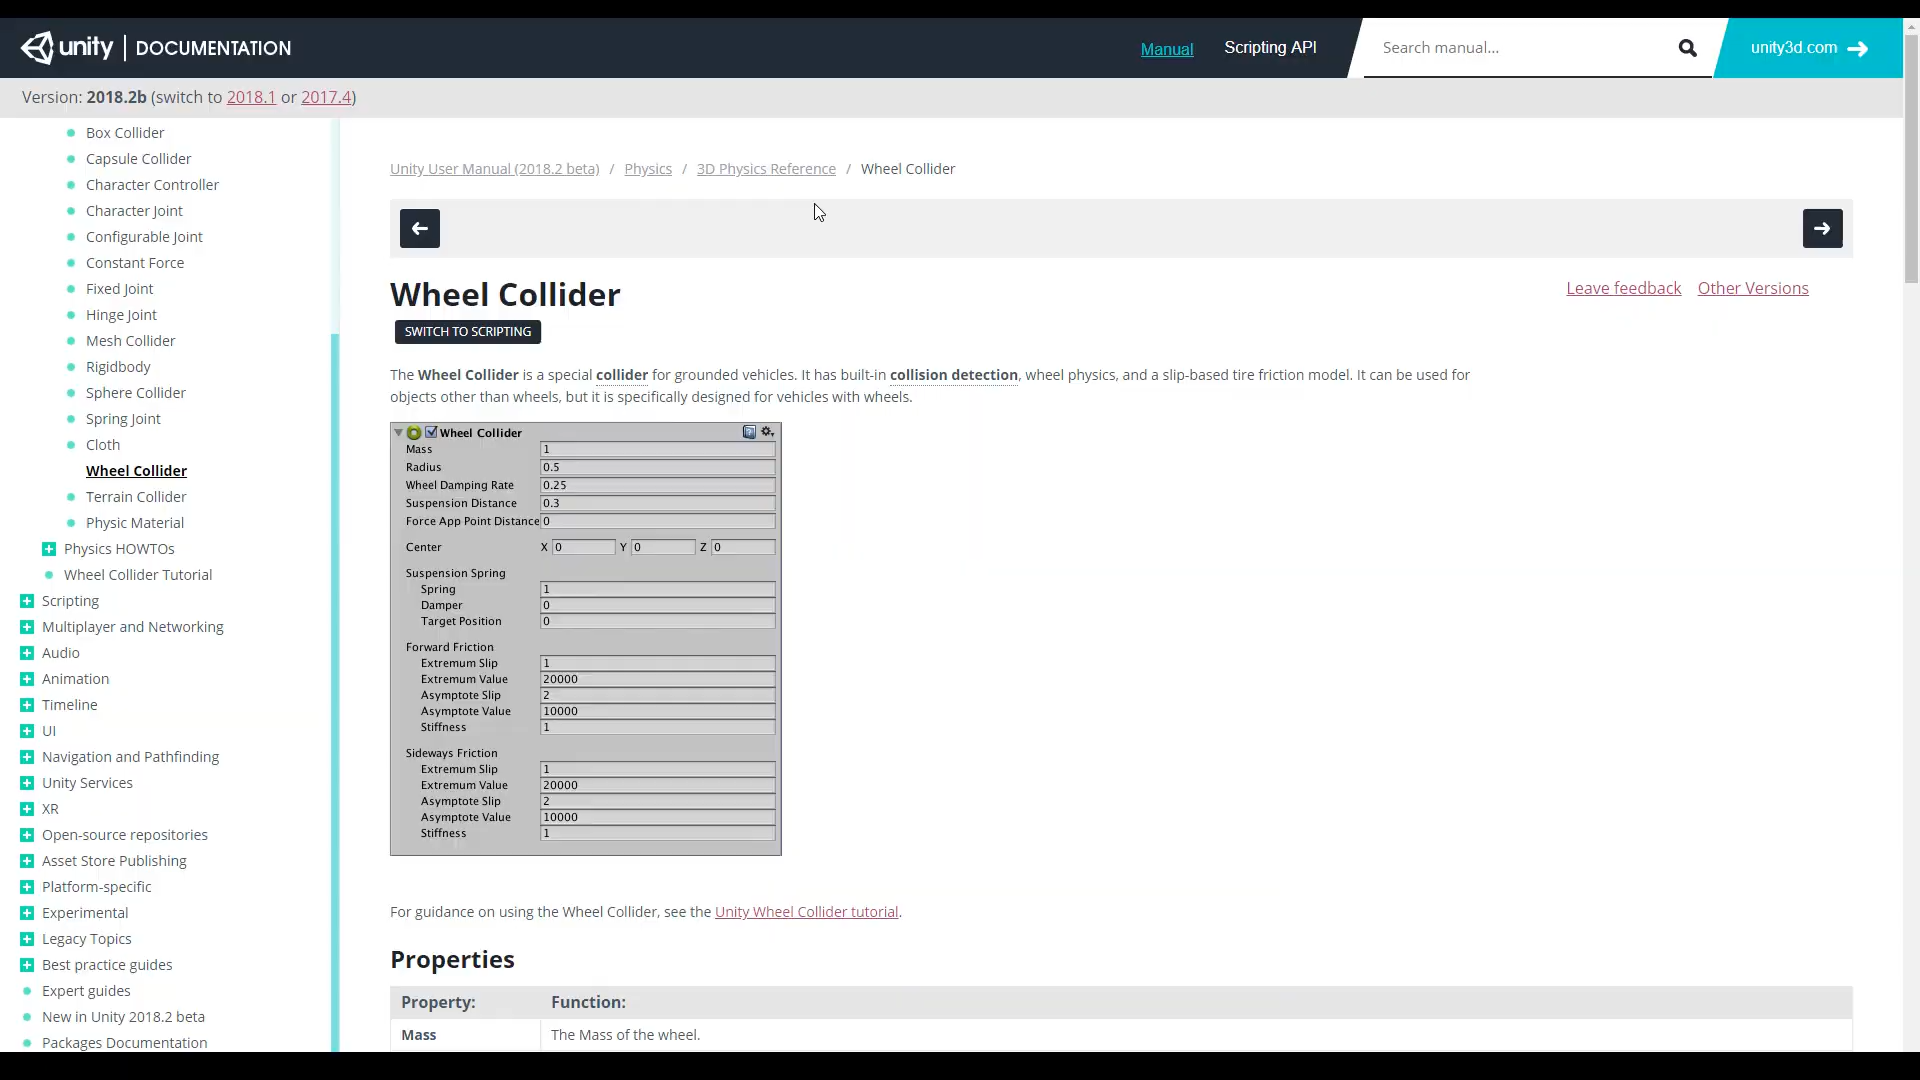 unity | DOCUMENTATION
Manual
Scripting API
Search manual...
unity3d.com
Version: 2018.2b (switch to 2018.1 or 2017.4)
Box Collider
Capsule Collider
Character Controller
Character Joint
Configurable Joint
Constant Force
Fixed Joint
Hinge Joint
Mesh Collider
Rigidbody
Sphere Collider
Spring Joint
Cloth
Wheel Collider
Terrain Collider
Physic Material
Physics HOWTOs
Wheel Collider Tutorial
Scripting
Multiplayer and Networking
Audio
Animation
Timeline
UI
Navigation and Pathfinding
Unity Services
XR
Open-source repositories
Asset Store Publishing
Platform-specific
Experimental
Legacy Topics
Best practice guides
Expert guides
New in Unity 2018.2 beta
Packages Documentation
Unity User Manual (2018.2 beta) / Physics / 3D Physics Reference / Wheel Collider
Wheel Collider
Leave feedback
Other Versions
SWITCH TO SCRIPTING
The Wheel Collider is a special collider for grounded vehicles. It has built-in collision detection, wheel physics, and a slip-based tire friction model. It can be used for
objects other than wheels, but it is specifically designed for vehicles with wheels.
Wheel Collider
Mass 1
Radius 0.5
Wheel Damping Rate 0.25
Suspension Distance 0.3
Force App Point Distance 0
Center X 0 Y 0 Z 0
Suspension Spring
Spring 1
Damper 0
Target Position 0
Forward Friction
Extremum Slip 1
Extremum Value 20000
Asymptote Slip 2
Asymptote Value 10000
Stiffness 1
Sideways Friction
Extremum Slip 1
Extremum Value 20000
Asymptote Slip 2
Asymptote Value 10000
Stiffness 1
For guidance on using the Wheel Collider, see the Unity Wheel Collider tutorial.
Properties
Property: Function:
Mass The Mass of the wheel.